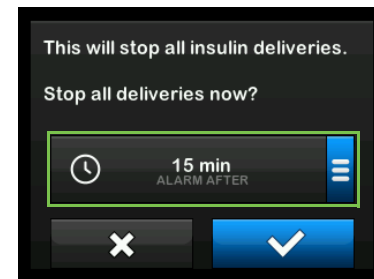 This will stop all insulin deliveries.
Stop all deliveries now?
15 min
ALARM AFTER